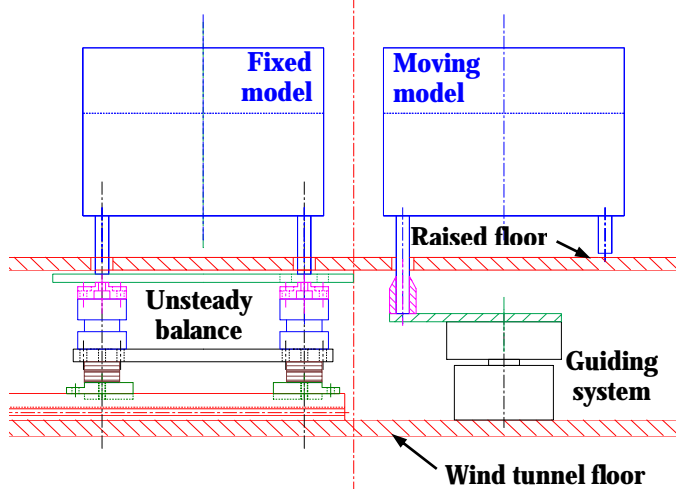 Fixed
model
Moving
model
Raised floor
Unsteady
balance
Guiding
system
Wind tunnel floor